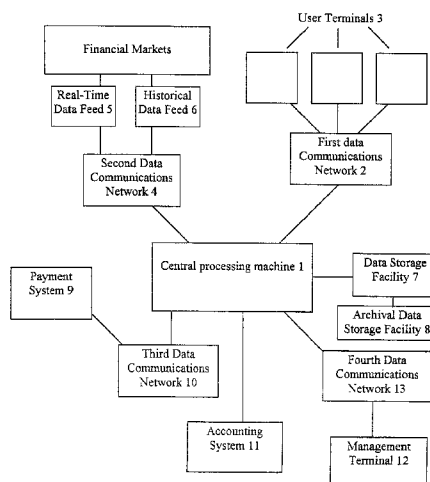 User Terminals 3
Financial Markets
Real-Time
Data Feed 5
Historical
Data Feed 6
Second Data
Communications
Network 4
First data
Communications
Network 2
Central processing machine 1
Data Storage
Facility 7
Archival Data
Storage Facility 8
Payment
System 9
Third Data
Communications
Network 10
Fourth Data
Communications
Network 13
Accounting
System 11
Management
Terminal 12